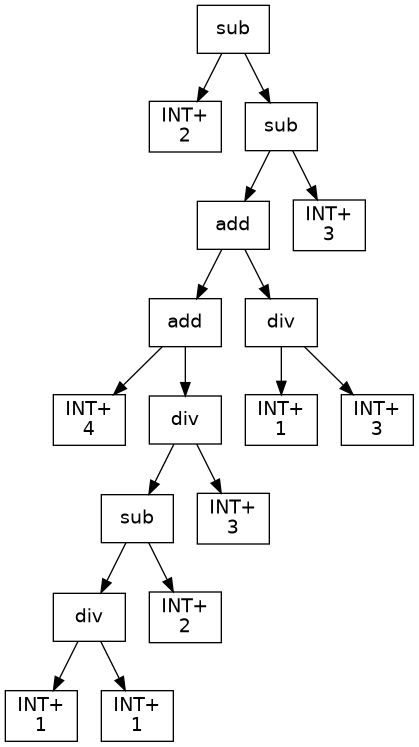 sub
INT+
2
sub
add
INT+
3
add
div
INT+
4
div
INT+
1
INT+
3
sub
INT+
3
div
INT+
2
INT+
1
INT+
1